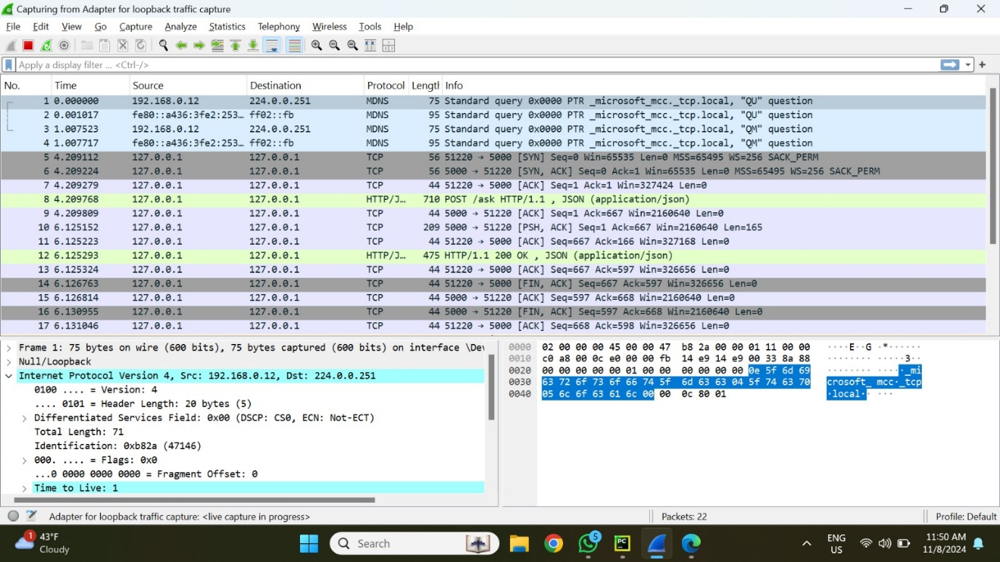 Capturing from Adapter for loopback traffic capture
File Edit View Go Capture Analyze Statistics Telephony Wireless Tools Help
Apply a display filter ... <Ctrl-/>
No. Time Source Destination Protocol Length Info
1 0.000000 192.168.0.12 224.0.0.251 MDNS 75 Standard query 0x0000 PTR _microsoft_mcc._tcp.local, "QU" question
2 0.001017 fe80::a436:3fe2:253… ff02::fb MDNS 95 Standard query 0x0000 PTR _microsoft_mcc._tcp.local, "QU" question
3 1.007523 192.168.0.12 224.0.0.251 MDNS 75 Standard query 0x0000 PTR _microsoft_mcc._tcp.local, "QM" question
4 1.007717 fe80::a436:3fe2:253… ff02::fb MDNS 95 Standard query 0x0000 PTR _microsoft_mcc._tcp.local, "QM" question
5 4.209112 127.0.0.1 127.0.0.1 TCP 56 51220 → 5000 [SYN] Seq=0 Win=65535 Len=0 MSS=65495 WS=256 SACK_PERM
6 4.209224 127.0.0.1 127.0.0.1 TCP 56 5000 → 51220 [SYN, ACK] Seq=0 Ack=1 Win=65535 Len=0 MSS=65495 WS=256 SACK_PERM
7 4.209279 127.0.0.1 127.0.0.1 TCP 44 51220 → 5000 [ACK] Seq=1 Ack=1 Win=327424 Len=0
8 4.209768 127.0.0.1 127.0.0.1 HTTP/J… 710 POST /ask HTTP/1.1 , JSON (application/json)
9 4.209809 127.0.0.1 127.0.0.1 TCP 44 5000 → 51220 [ACK] Seq=1 Ack=667 Win=2160640 Len=0
10 6.125152 127.0.0.1 127.0.0.1 TCP 209 5000 → 51220 [PSH, ACK] Seq=1 Ack=667 Win=2160640 Len=165
11 6.125223 127.0.0.1 127.0.0.1 TCP 44 51220 → 5000 [ACK] Seq=667 Ack=166 Win=327168 Len=0
12 6.125293 127.0.0.1 127.0.0.1 HTTP/J… 475 HTTP/1.1 200 OK , JSON (application/json)
13 6.125324 127.0.0.1 127.0.0.1 TCP 44 51220 → 5000 [ACK] Seq=667 Ack=597 Win=326656 Len=0
14 6.126763 127.0.0.1 127.0.0.1 TCP 44 51220 → 5000 [FIN, ACK] Seq=667 Ack=597 Win=326656 Len=0
15 6.126814 127.0.0.1 127.0.0.1 TCP 44 5000 → 51220 [ACK] Seq=597 Ack=668 Win=2160640 Len=0
16 6.130955 127.0.0.1 127.0.0.1 TCP 44 5000 → 51220 [FIN, ACK] Seq=597 Ack=668 Win=2160640 Len=0
17 6.131046 127.0.0.1 127.0.0.1 TCP 44 51220 → 5000 [ACK] Seq=668 Ack=598 Win=326656 Len=0
Frame 1: 75 bytes on wire (600 bits), 75 bytes captured (600 bits) on interface \Dev
Null/Loopback
Internet Protocol Version 4, Src: 192.168.0.12, Dst: 224.0.0.251
0100 .... = Version: 4
.... 0101 = Header Length: 20 bytes (5)
Differentiated Services Field: 0x00 (DSCP: CS0, ECN: Not-ECT)
Total Length: 71
Identification: 0xb82a (47146)
000. .... = Flags: 0x0
...0 0000 0000 0000 = Fragment Offset: 0
Time to Live: 1
0000 02 00 00 00 45 00 00 47 b8 2a 00 00 01 11 00 00 ····E··G ·*······
0010 c0 a8 00 0c e0 00 00 fb 14 e9 14 e9 00 33 8a 88 ········ ·····3··
0020 00 00 00 00 00 01 00 00 00 00 00 00 0e 5f 6d 69 ········ ·····_mi
0030 63 72 6f 73 6f 66 74 5f 6d 63 63 04 5f 74 63 70 crosoft_ mcc·_tcp
0040 05 6c 6f 63 61 6c 00 00 0c 80 01 ·local·· ···
Adapter for loopback traffic capture: <live capture in progress>
Packets: 22
Profile: Default
1
43°F
Cloudy
Search
5
PC
ENG
US
11:50 AM
11/8/2024